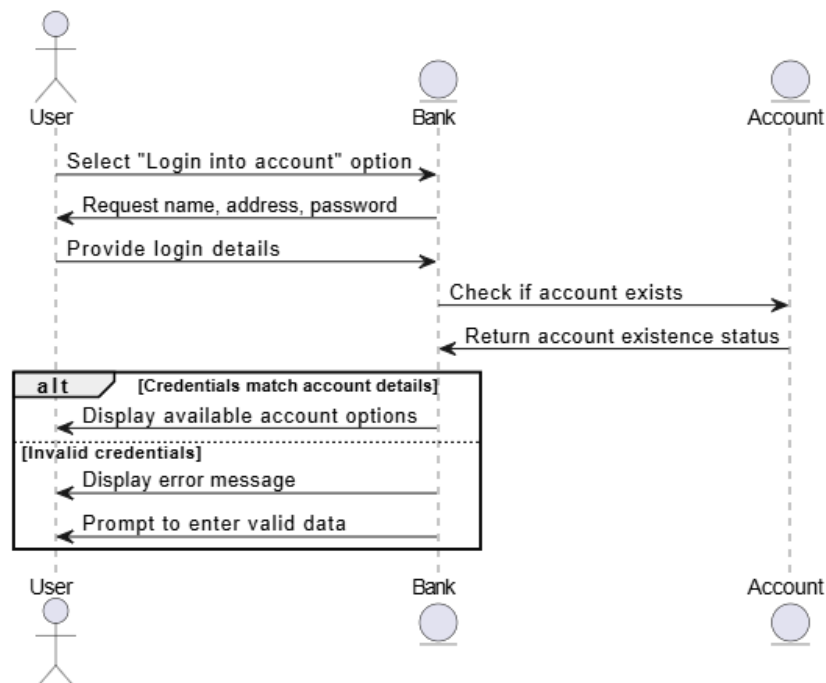 User
Bank
Account
Select "Login into account" option
Request name, address, password
Provide login details
Check if account exists
Return account existence status
alt
[Credentials match account details]
Display available account options
[Invalid credentials]
Display error message
Prompt to enter valid data
User
Bank
Account